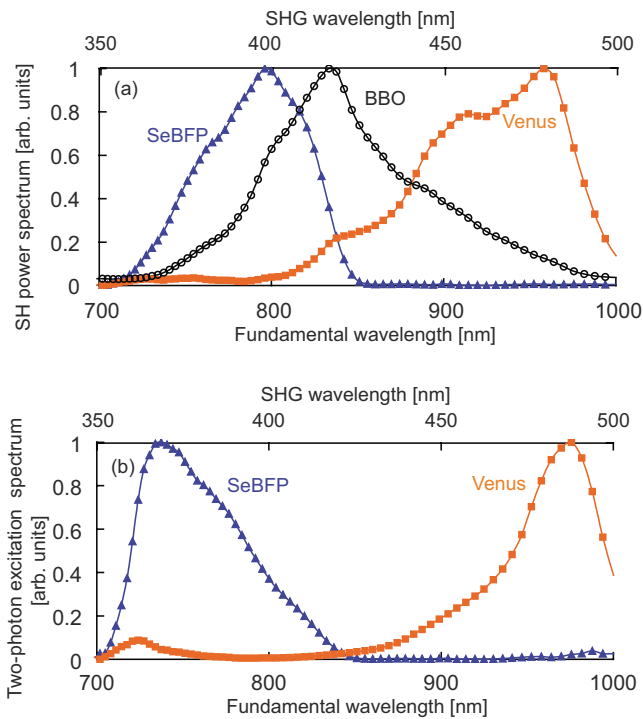 SHG wavelength [nm]
350 400 450 500
(a)
SeBFP
BBO
Venus
SH power spectrum [arb. units]
1
0.8
0.6
0.4
0.2
0
700 800 900 1000
Fundamental wavelength [nm]
SHG wavelength [nm]
350 400 450 500
(b)
SeBFP
Venus
Two-photon excitation spectrum
[arb. units]
1
0.8
0.6
0.4
0.2
0
700 800 900 1000
Fundamental wavelength [nm]